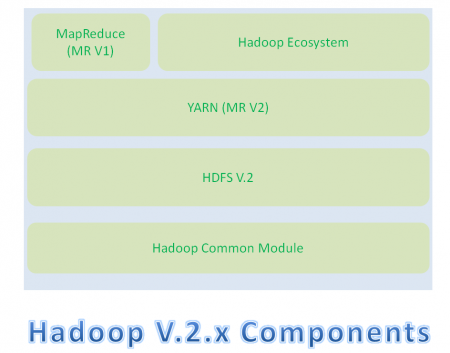 MapReduce
(MR V1)
Hadoop Ecosystem
YARN (MR V2)
HDFS V.2
Hadoop Common Module
Hadoop V.2.x Components